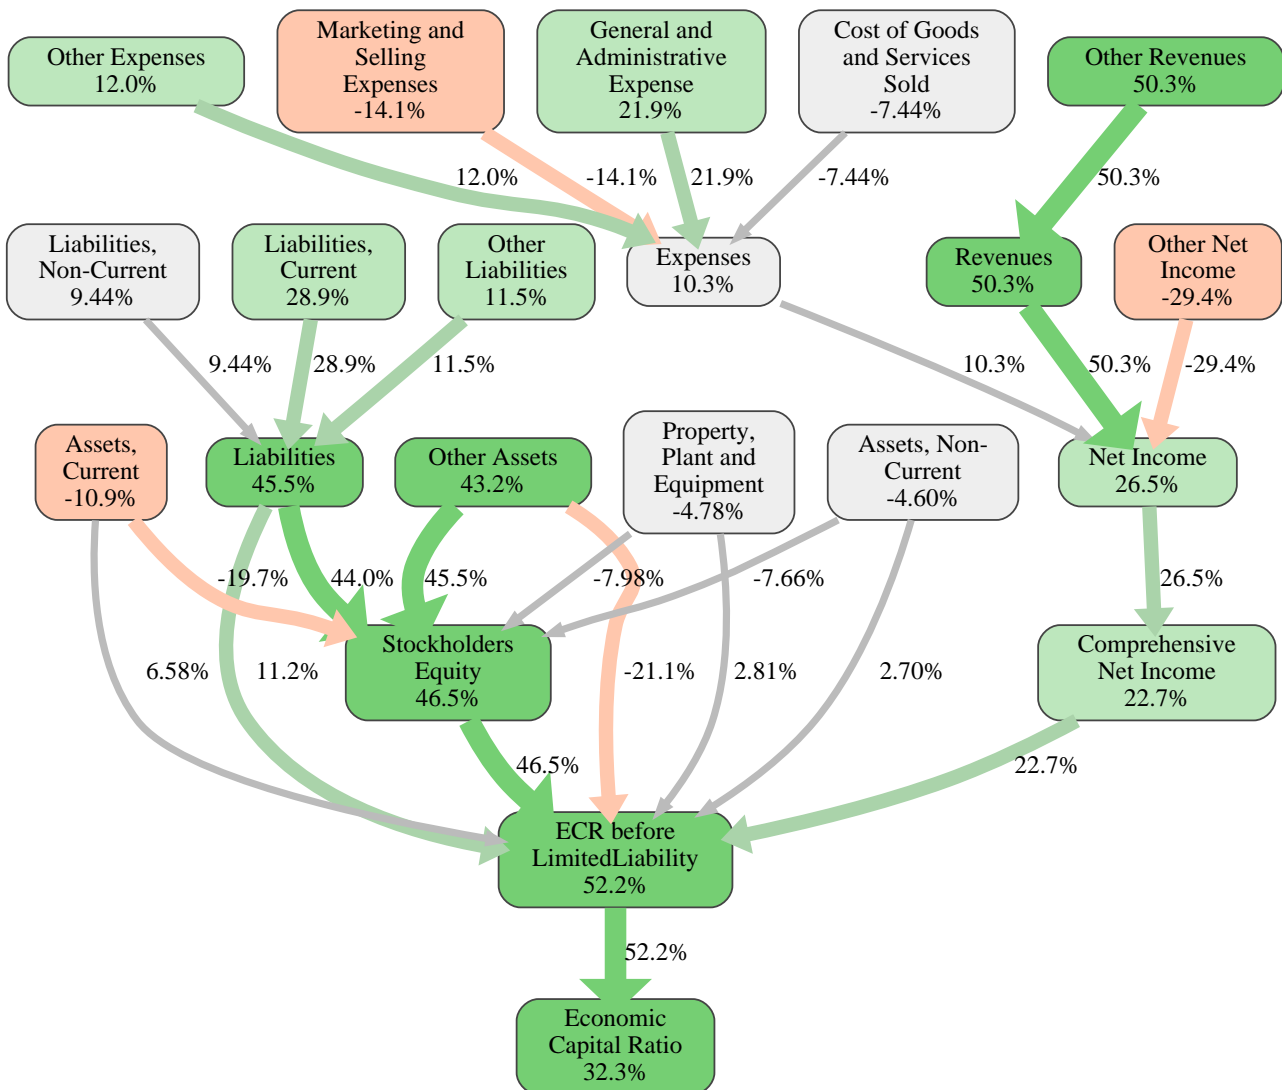 Other Expenses
12.0%
Marketing and
Selling
Expenses
-14.1%
General and
Administrative
Expense
21.9%
Cost of Goods
and Services
Sold
-7.44%
Other Revenues
50.3%
12.0%
-14.1%
21.9%
-7.44%
50.3%
Liabilities,
Non-Current
9.44%
Liabilities,
Current
28.9%
Other
Liabilities
11.5%
Expenses
10.3%
Revenues
50.3%
Other Net
Income
-29.4%
9.44%
28.9%
11.5%
10.3%
50.3%
-29.4%
Assets,
Current
-10.9%
Liabilities
45.5%
Other Assets
43.2%
Property,
Plant and
Equipment
-4.78%
Assets, Non-
Current
-4.60%
Net Income
26.5%
-19.7%
44.0%
45.5%
-7.98%
-7.66%
26.5%
Stockholders
Equity
46.5%
Comprehensive
Net Income
22.7%
6.58%
11.2%
-21.1%
2.81%
2.70%
46.5%
22.7%
ECR before
LimitedLiability
52.2%
52.2%
Economic
Capital Ratio
32.3%